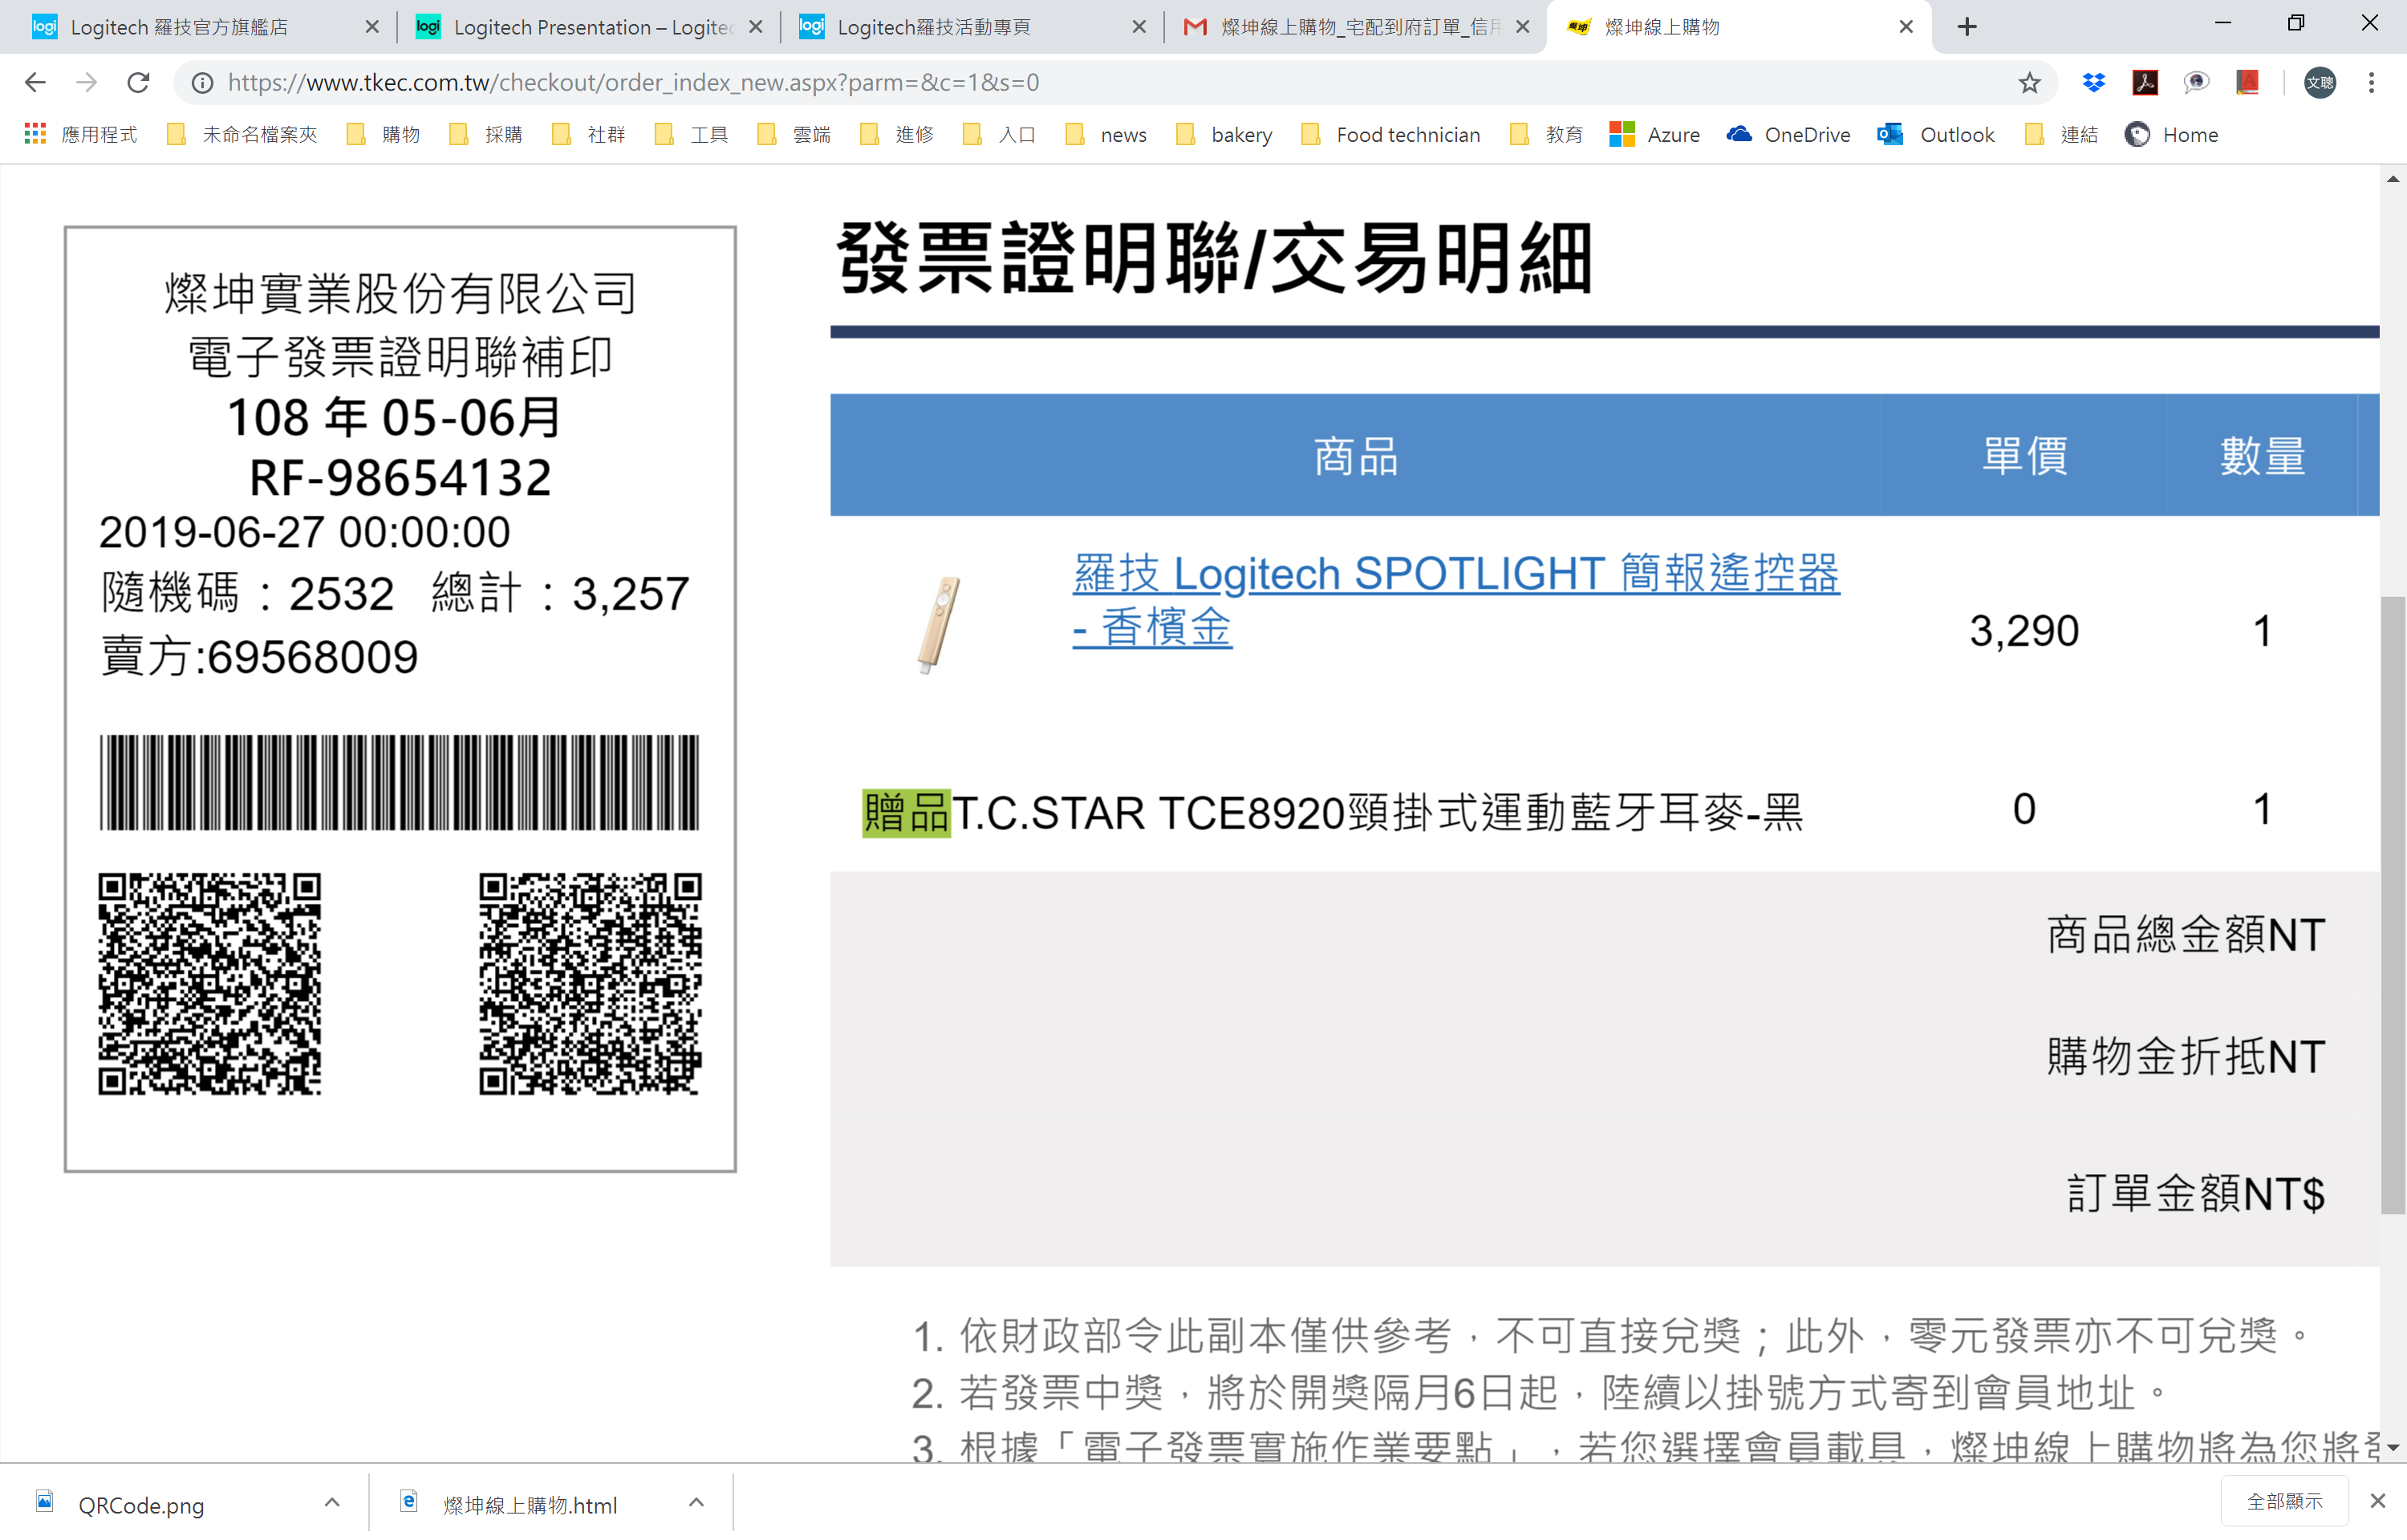 Logitech 羅技官方旗艦店
Logitech Presentation – Logitec
Logitech羅技活動專頁
燦坤線上購物_宅配到府訂單_信用
燦坤線上購物
https://www.tkec.com.tw/checkout/order_index_new.aspx?parm=&c=1&s=0
文聰
應用程式 未命名檔案夾 購物 採購 社群 工具 雲端 進修 入口 news bakery Food technician 教育 Azure OneDrive Outlook 連結 Home
燦坤實業股份有限公司
電子發票證明聯補印
108 年 05-06月
RF-98654132
2019-06-27 00:00:00
隨機碼：2532 總計：3,257
賣方:69568009
發票證明聯/交易明細
商品 單價 數量
羅技 Logitech SPOTLIGHT 簡報遙控器
- 香檳金
3,290 1
贈品T.C.STAR TCE8920頸掛式運動藍牙耳麥-黑 0 1
商品總金額NT
購物金折抵NT
訂單金額NT$
1. 依財政部令此副本僅供參考，不可直接兌獎；此外，零元發票亦不可兌獎。
2. 若發票中獎，將於開獎隔月6日起，陸續以掛號方式寄到會員地址。
3. 根據「電子發票實施作業要點」，若您選擇會員載具，燦坤線上購物將為您將發
QRCode.png
燦坤線上購物.html
全部顯示